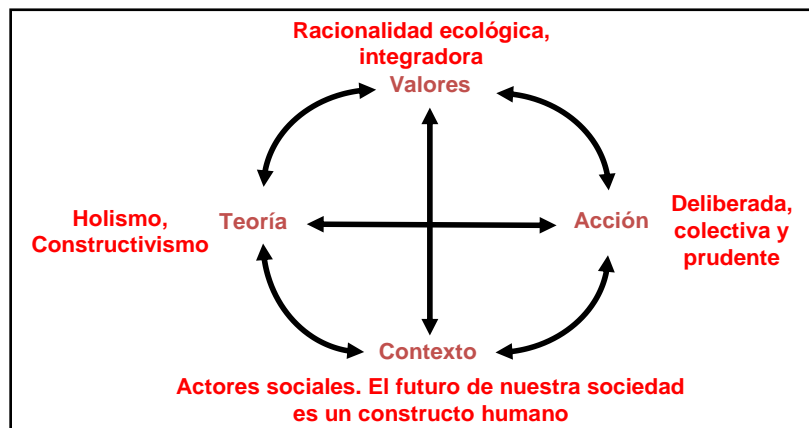 Racionalidad ecológica,
integradora
Valores
Holismo,
Constructivismo
Teoría
Acción
Deliberada,
colectiva y
prudente
Contexto
Actores sociales. El futuro de nuestra sociedad
es un constructo humano